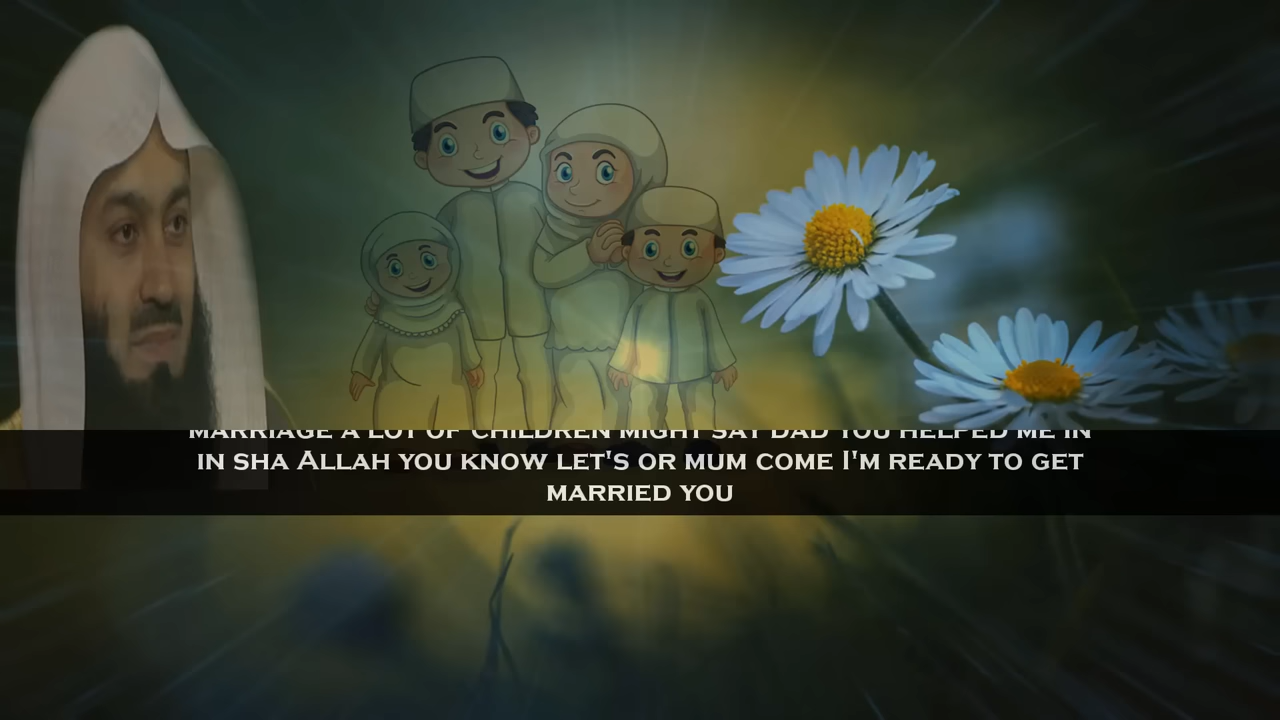 MARRIAGE A LOT OF CHILDREN MIGHT SAY DAD YOU HELPED ME IN
IN SHA ALLAH YOU KNOW LET'S OR MUM COME I'M READY TO GET
MARRIED YOU